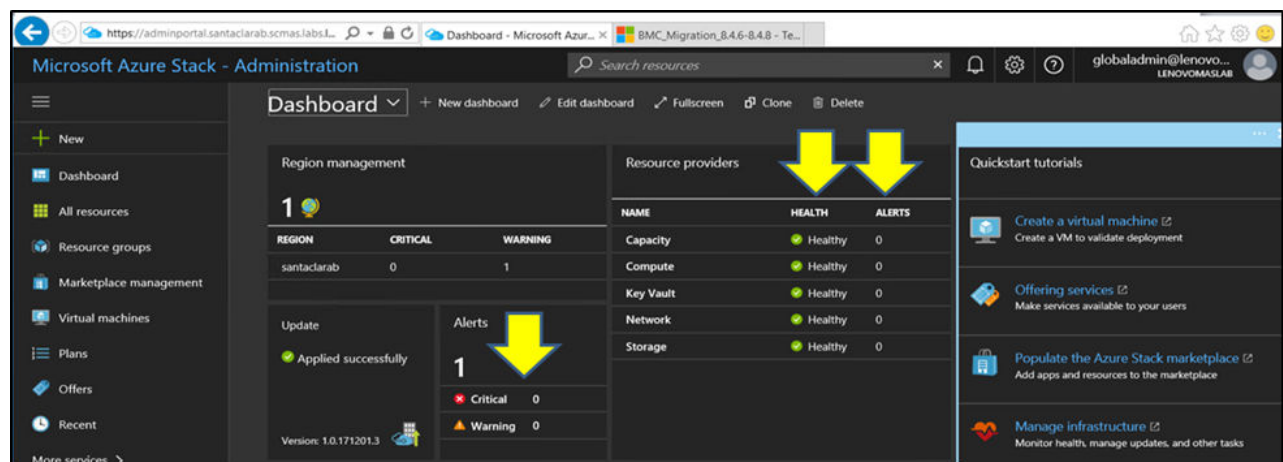 https://adminportal.santaclarab.scmas.labs.l...
Dashboard - Microsoft Azur... ×
BMC_Migration_8.4.6-8.4.8 - Te...
Microsoft Azure Stack - Administration
Search resources
globaladmin@lenovo...
LENOVOMASLAB
Dashboard
+ New dashboard
Edit dashboard
Fullscreen
Clone
Delete
New
Dashboard
All resources
Resource groups
Marketplace management
Virtual machines
Plans
Offers
Recent
More services >
Region management
1
REGION CRITICAL WARNING
santaclarab 0 1
Update
Applied successfully
Version: 1.0.171201.3
Alerts
1
Critical 0
Warning 0
Resource providers
NAME HEALTH ALERTS
Capacity Healthy 0
Compute Healthy 0
Key Vault Healthy 0
Network Healthy 0
Storage Healthy 0
Quickstart tutorials
Create a virtual machine
Create a VM to validate deployment
Offering services
Make services available to your users
Populate the Azure Stack marketplace
Add apps and resources to the marketplace
Manage infrastructure
Monitor health, manage updates, and other tasks